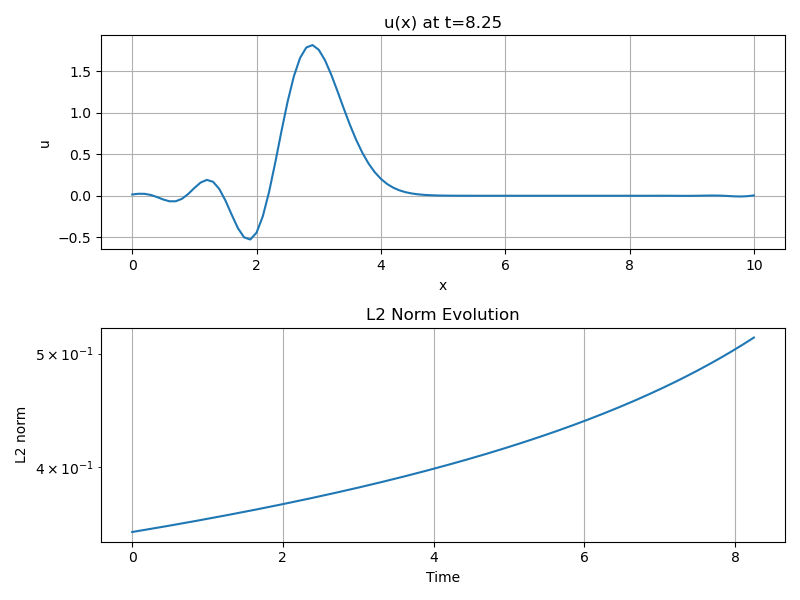 u(x) at t=8.25
u
1.5
1.0
0.5
0.0
−0.5
0 2 4 6 8 10
x
L2 Norm Evolution
L2 norm
5 × 10⁻¹
4 × 10⁻¹
0 2 4 6 8
Time